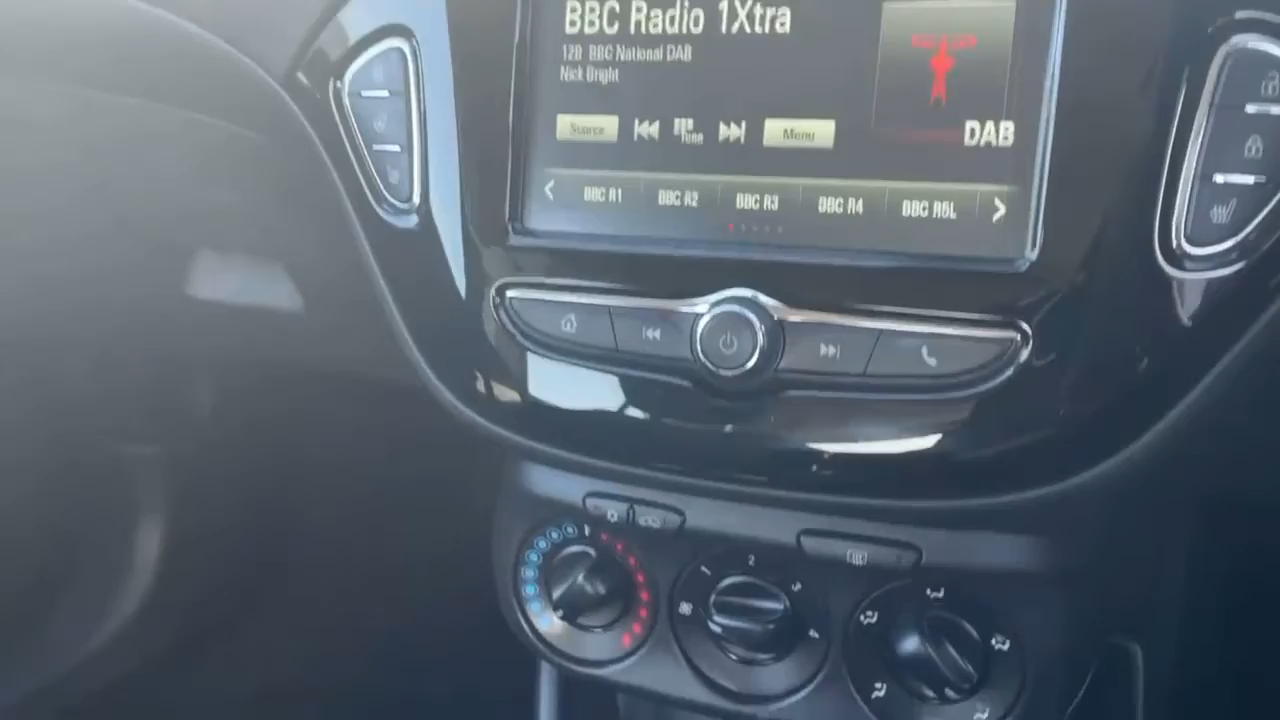 BBC Radio 1Xtra
12B BBC National DAB
Nick Bright
Source
Tune
Menu
DAB
BBC R1
BBC R2
BBC R3
BBC R4
BBC R5L
1
2
3
4